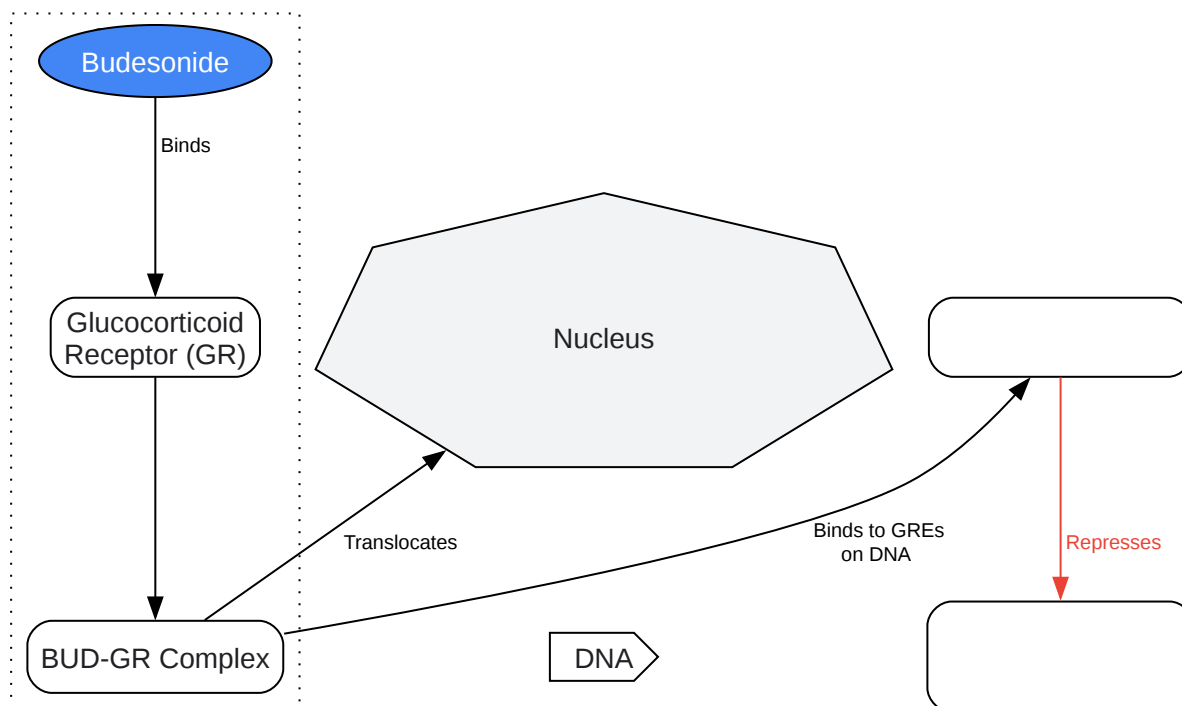 Budesonide
Binds
Glucocorticoid
Receptor (GR)
Nucleus
Translocates
Binds to GREs
on DNA
Represses
BUD-GR Complex
DNA